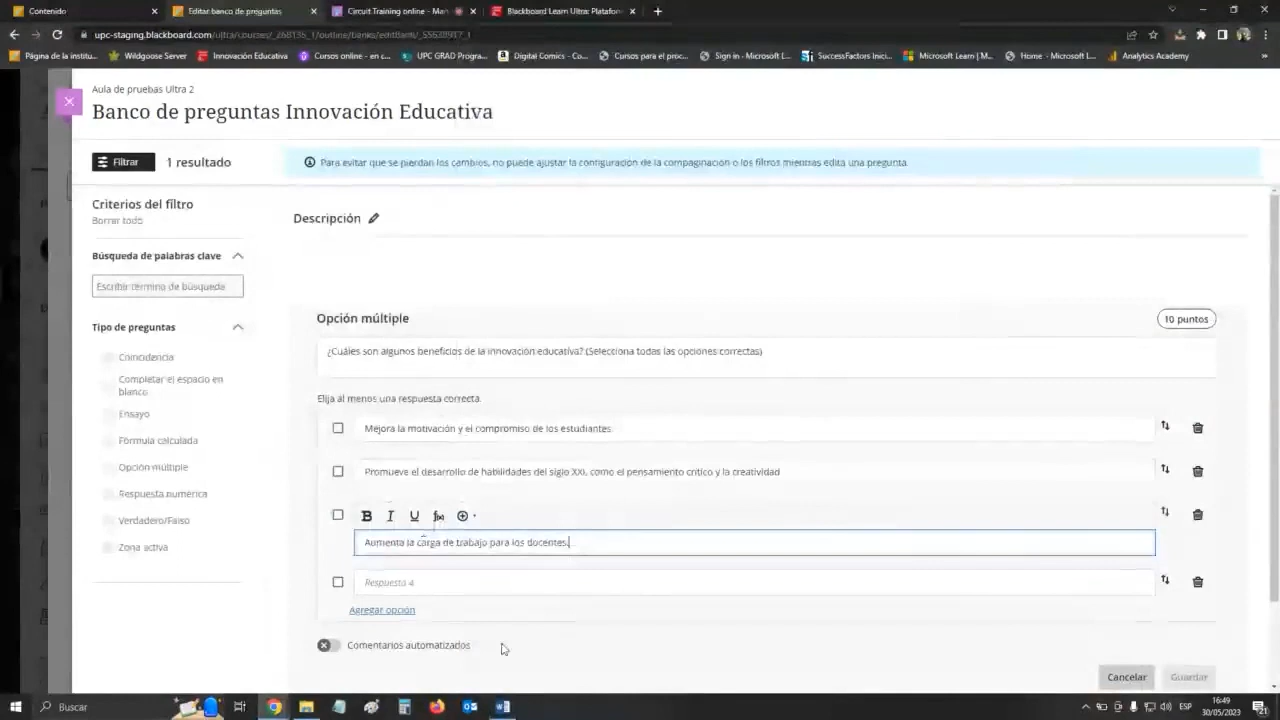 Contenido
Editar banco de preguntas
Circuit.Training online - Man
Blackboard Learn Ultra: Platafor
upc-staging.blackboard.com/ultra/courses/_268135_1/outline/banks/editBank/_55538917_1
Página de la institu...
Wildgoose Server
Innovación Educativa
Cursos online - en c...
UPC GRAD Progra...
Digital Comics - Co...
Cursos para el proc...
Sign in - Microsoft L...
SuccessFactors Inici...
Microsoft Learn | M...
Home - Microsoft L...
Analytics Academy
Aula de pruebas Ultra 2
Banco de preguntas Innovación Educativa
Filtrar
1 resultado
Para evitar que se pierdan los cambios, no puede ajustar la configuración de la compaginación o los filtros mientras edita una pregunta.
Criterios del filtro
Borrar todo
Búsqueda de palabras clave
Escribir término de búsqueda
Tipo de preguntas
Coincidencia
Completar el espacio en
blanco
Ensayo
Fórmula calculada
Opción múltiple
Respuesta numérica
Verdadero/Falso
Zona activa
Descripción
Opción múltiple
10 puntos
¿Cuáles son algunos beneficios de la innovación educativa? (Selecciona todas las opciones correctas)
Elija al menos una respuesta correcta.
Mejora la motivación y el compromiso de los estudiantes.
Promueve el desarrollo de habilidades del siglo XXI, como el pensamiento crítico y la creatividad
B I U
Aumenta la carga de trabajo para los docentes.
Respuesta 4
Agregar opción
Comentarios automatizados
Cancelar
Guardar
Buscar
ESP
16:49
30/05/2023
21